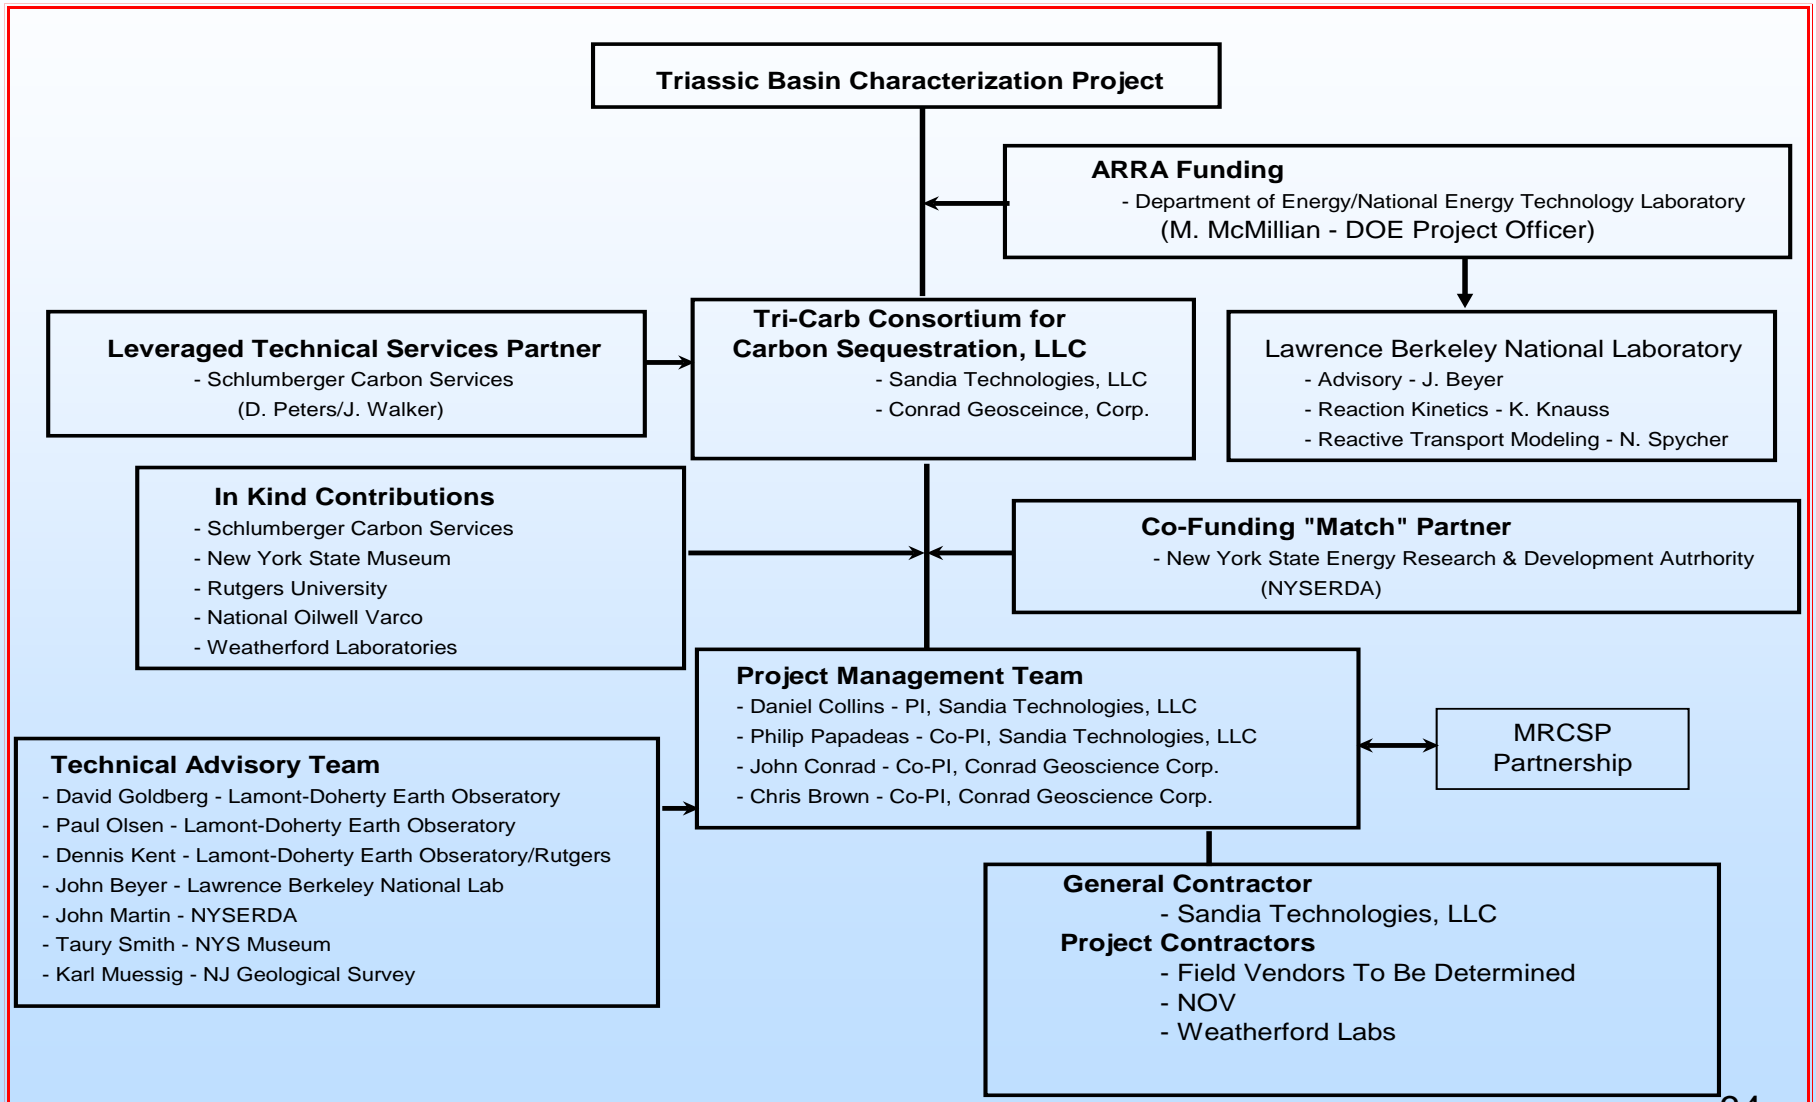 Triassic Basin Characterization Project
ARRA Funding
- Department of Energy/National Energy Technology Laboratory
(M. McMillian - DOE Project Officer)
Tri-Carb Consortium for
Carbon Sequestration, LLC
- Sandia Technologies, LLC
- Conrad Geosceince, Corp.
Leveraged Technical Services Partner
- Schlumberger Carbon Services
(D. Peters/J. Walker)
Lawrence Berkeley National Laboratory
- Advisory - J. Beyer
- Reaction Kinetics - K. Knauss
- Reactive Transport Modeling - N. Spycher
In Kind Contributions
- Schlumberger Carbon Services
- New York State Museum
- Rutgers University
- National Oilwell Varco
- Weatherford Laboratories
Co-Funding "Match" Partner
- New York State Energy Research & Development Autrhority
(NYSERDA)
Project Management Team
- Daniel Collins - PI, Sandia Technologies, LLC
- Philip Papadeas - Co-PI, Sandia Technologies, LLC
- John Conrad - Co-PI, Conrad Geoscience Corp.
- Chris Brown - Co-PI, Conrad Geoscience Corp.
MRCSP
Partnership
Technical Advisory Team
- David Goldberg - Lamont-Doherty Earth Obseratory
- Paul Olsen - Lamont-Doherty Earth Obseratory
- Dennis Kent - Lamont-Doherty Earth Obseratory/Rutgers
- John Beyer - Lawrence Berkeley National Lab
- John Martin - NYSERDA
- Taury Smith - NYS Museum
- Karl Muessig - NJ Geological Survey
General Contractor
- Sandia Technologies, LLC
Project Contractors
- Field Vendors To Be Determined
- NOV
- Weatherford Labs